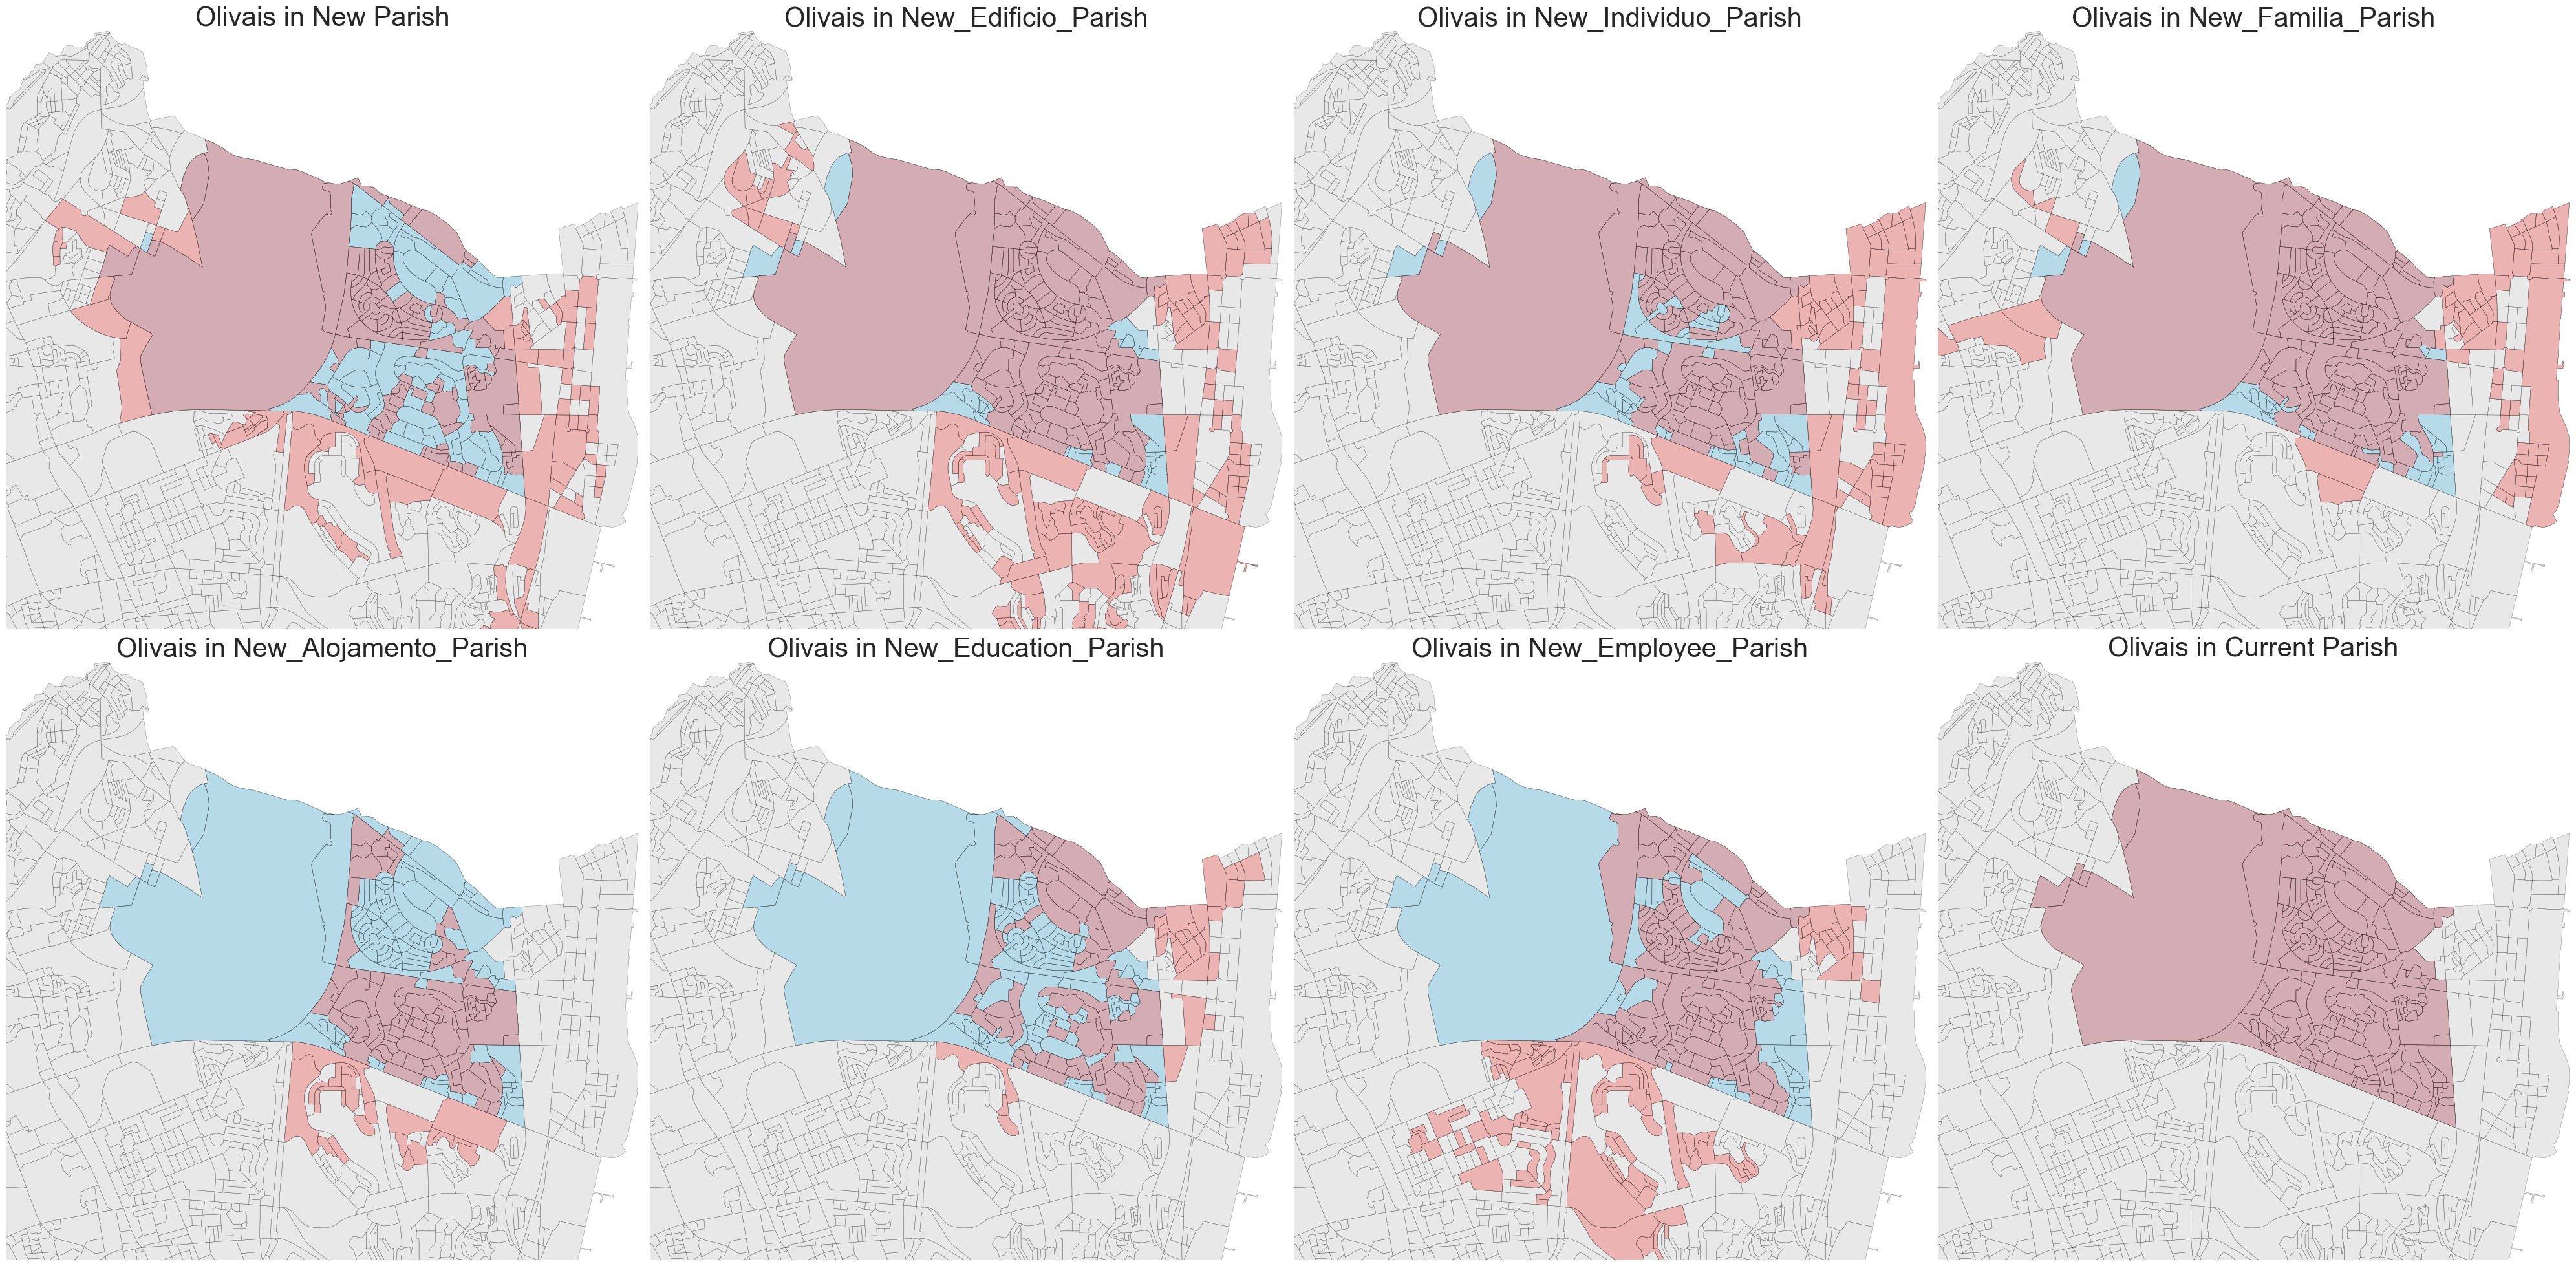 Olivais in New Parish
Olivais in New_Edificio_Parish
Olivais in New_Individuo_Parish
Olivais in New_Familia_Parish
Olivais in New_Alojamento_Parish
Olivais in New_Education_Parish
Olivais in New_Employee_Parish
Olivais in Current Parish